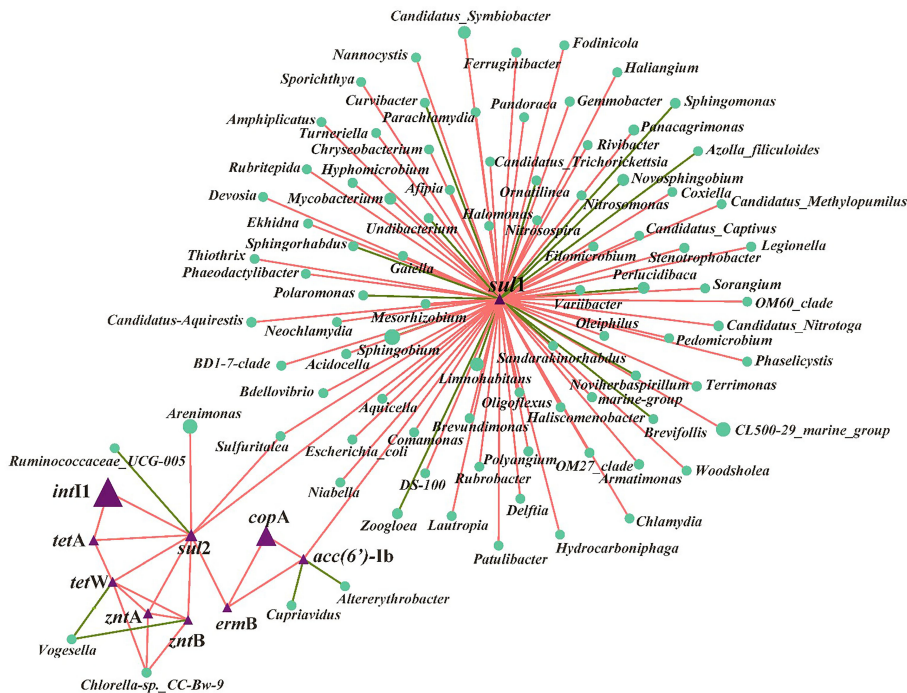 Candidatus_Symbiobacter
Fodinicola
Nannocystis
Ferruginibacter
Haliangium
Sporichthya
Curvibacter
Pandoraea
Gemmobacter
Sphingomonas
Parachlamydia
Amphiplicatus
Turneriella
Panacagrimonas
Chryseobacterium
Rivibacter
Azolla_filiculoides
Candidatus_Trichorickettsia
Rubritepida
Hyphomicrobium
Novosphingobium
Devosia
Mycobacterium
Afipia
Ornatilinea
Nitrosomonas
Coxiella
Candidatus_Methylopumilus
Ekhidna
Undibacterium
Halomonas
Nitrosospira
Candidatus_Captivus
Sphingorhabdus
Filomicrobium
Stenotrophobacter
Legionella
Thiothrix
Gaiella
Phaeodactylibacter
Perlucidibaca
sul1
Sorangium
Polaromonas
Variibacter
OM60_clade
Mesorhizobium
Candidatus-Aquirestis
Neochlamydia
Oleiphilus
Candidatus_Nitrotoga
Pedomicrobium
Sphingobium
BD1-7-clade
Acidocella
Sandarakinorhabdus
Phaselicystis
Limnohabitans
Noviherbaspirillum
Terrimonas
Bdellovibrio
marine-group
Aquicella
Oligoflexus
Arenimonas
Haliscomenobacter
Brevundimonas
Brevifollis
CL500-29_marine_group
Sulfuritalea
Escherichia_coli
Comamonas
Ruminococcaceae_UCG-005
Polyangium
OM27_clade
Woodsholea
DS-100
Rubrobacter
Armatimonas
intI1
Niabella
Delftia
copA
Zoogloea
Lautropia
Chlamydia
tetA
sul2
Hydrocarboniphaga
acc(6')-Ib
Patulibacter
tetW
Altererythrobacter
zntA
ermB
Cupriavidus
zntB
Vogesella
Chlorella-sp._CC-Bw-9